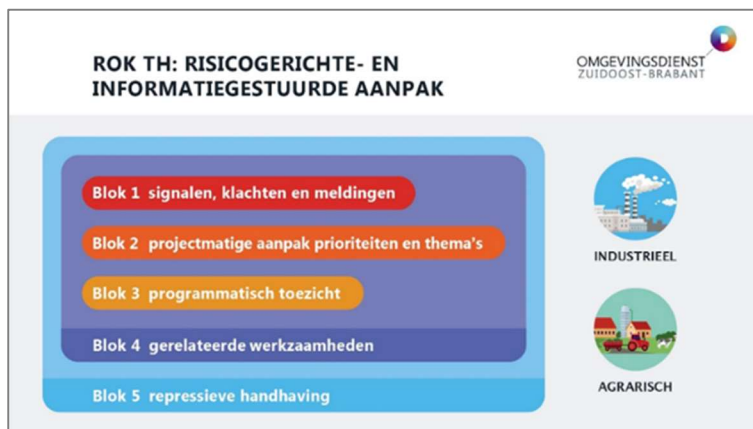 ROK TH: RISICOGERICHTE- EN
INFORMATIEGESTUURDE AANPAK
OMGEVINGSDIENST
ZUIDOOST-BRABANT
Blok 1 signalen, klachten en meldingen
Blok 2 projectmatige aanpak prioriteiten en thema's
Blok 3 programmatisch toezicht
Blok 4 gerelateerde werkzaamheden
Blok 5 repressieve handhaving
INDUSTRIEEL
AGRARISCH